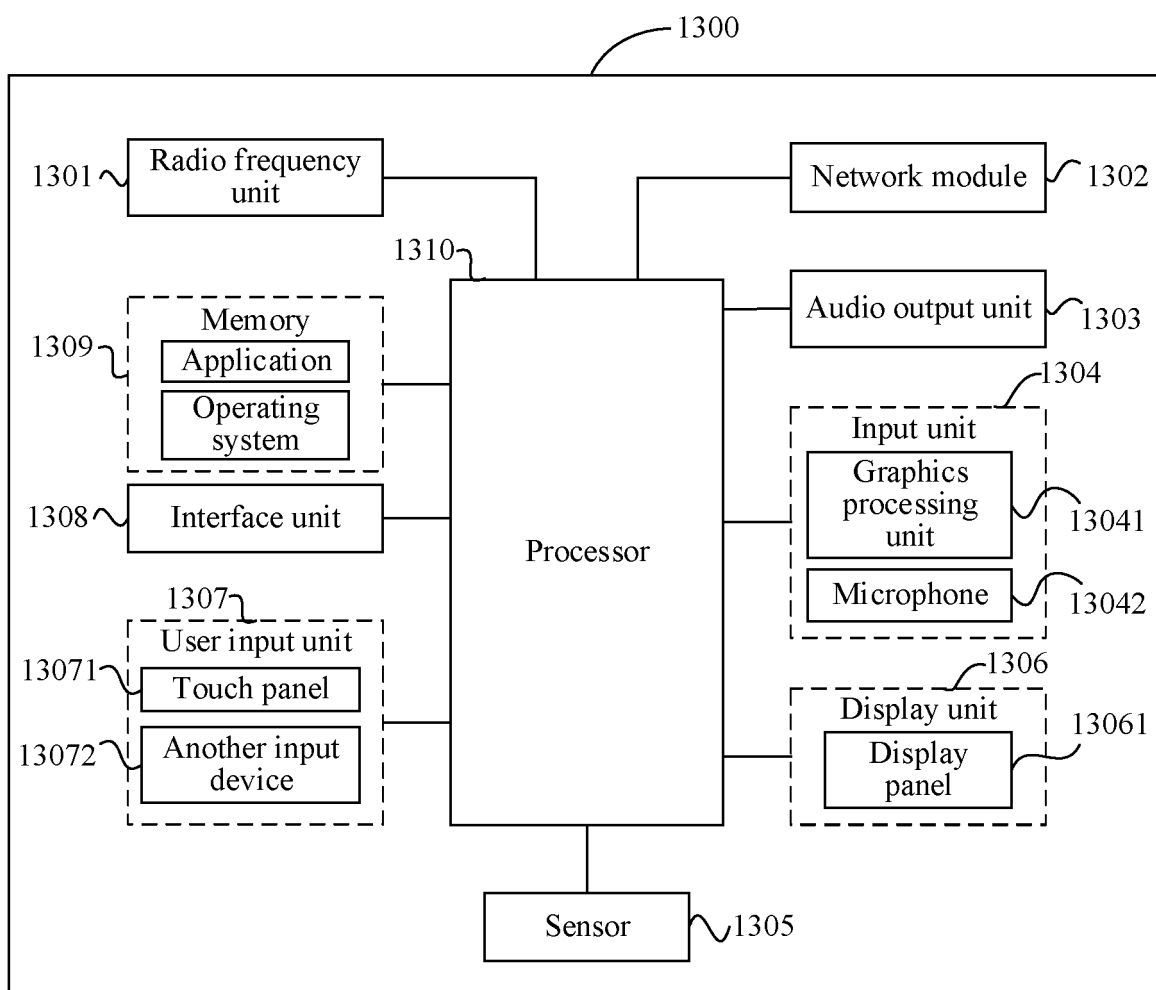 1300
1301
Radio frequency
unit
Network module
1302
1310
Processor
Audio output unit
1303
1309
Memory
Application
Operating
system
1304
Input unit
Graphics
processing
unit
13041
Microphone
13042
1308
Interface unit
1307
User input unit
13071
Touch panel
13072
Another input
device
1306
Display unit
13061
Display
panel
Sensor
1305